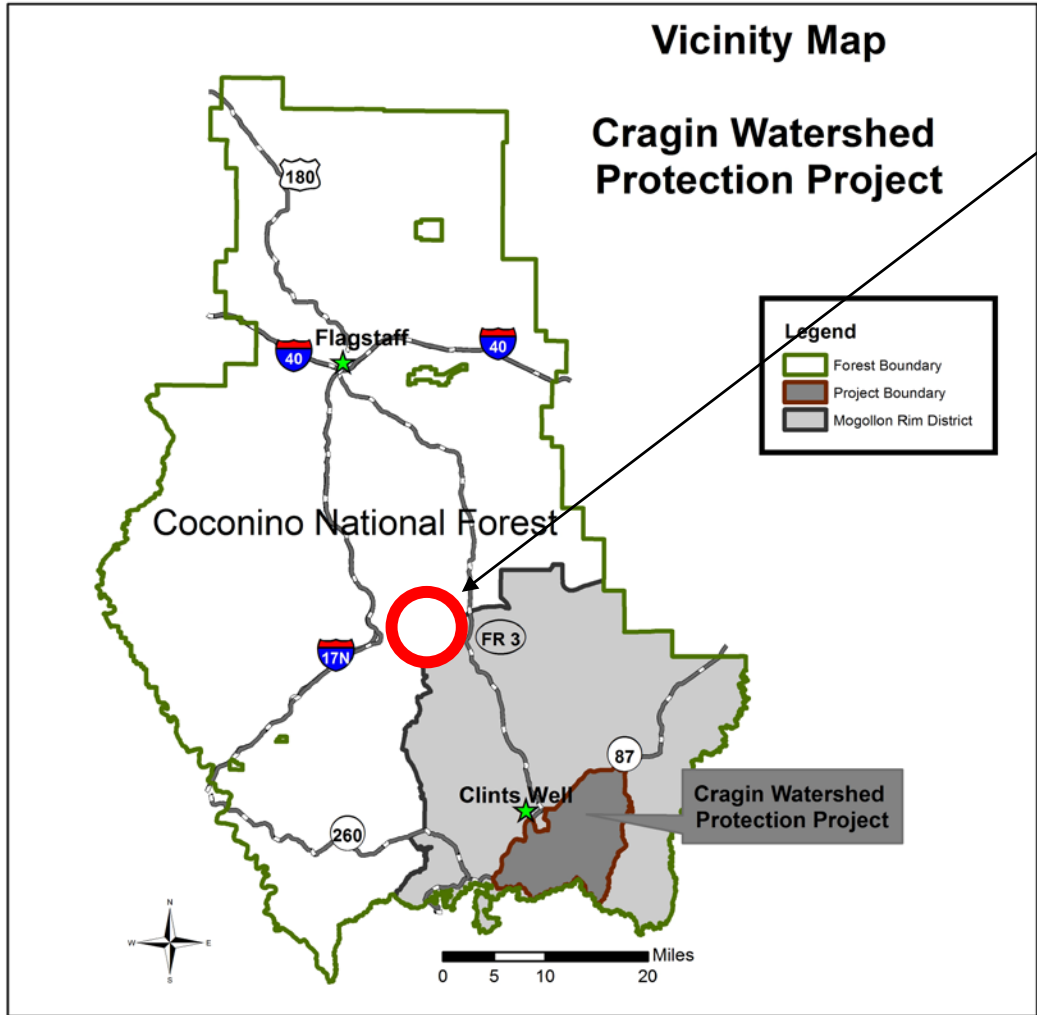 Vicinity Map
Cragin Watershed
Protection Project
180
Legend
Forest Boundary
Project Boundary
Mogollon Rim District
Flagstaff
40
40
Coconino National Forest
FR 3
17N
87
Clints Well
Cragin Watershed
Protection Project
260
N
W
E
S
Miles
0 5 10 20